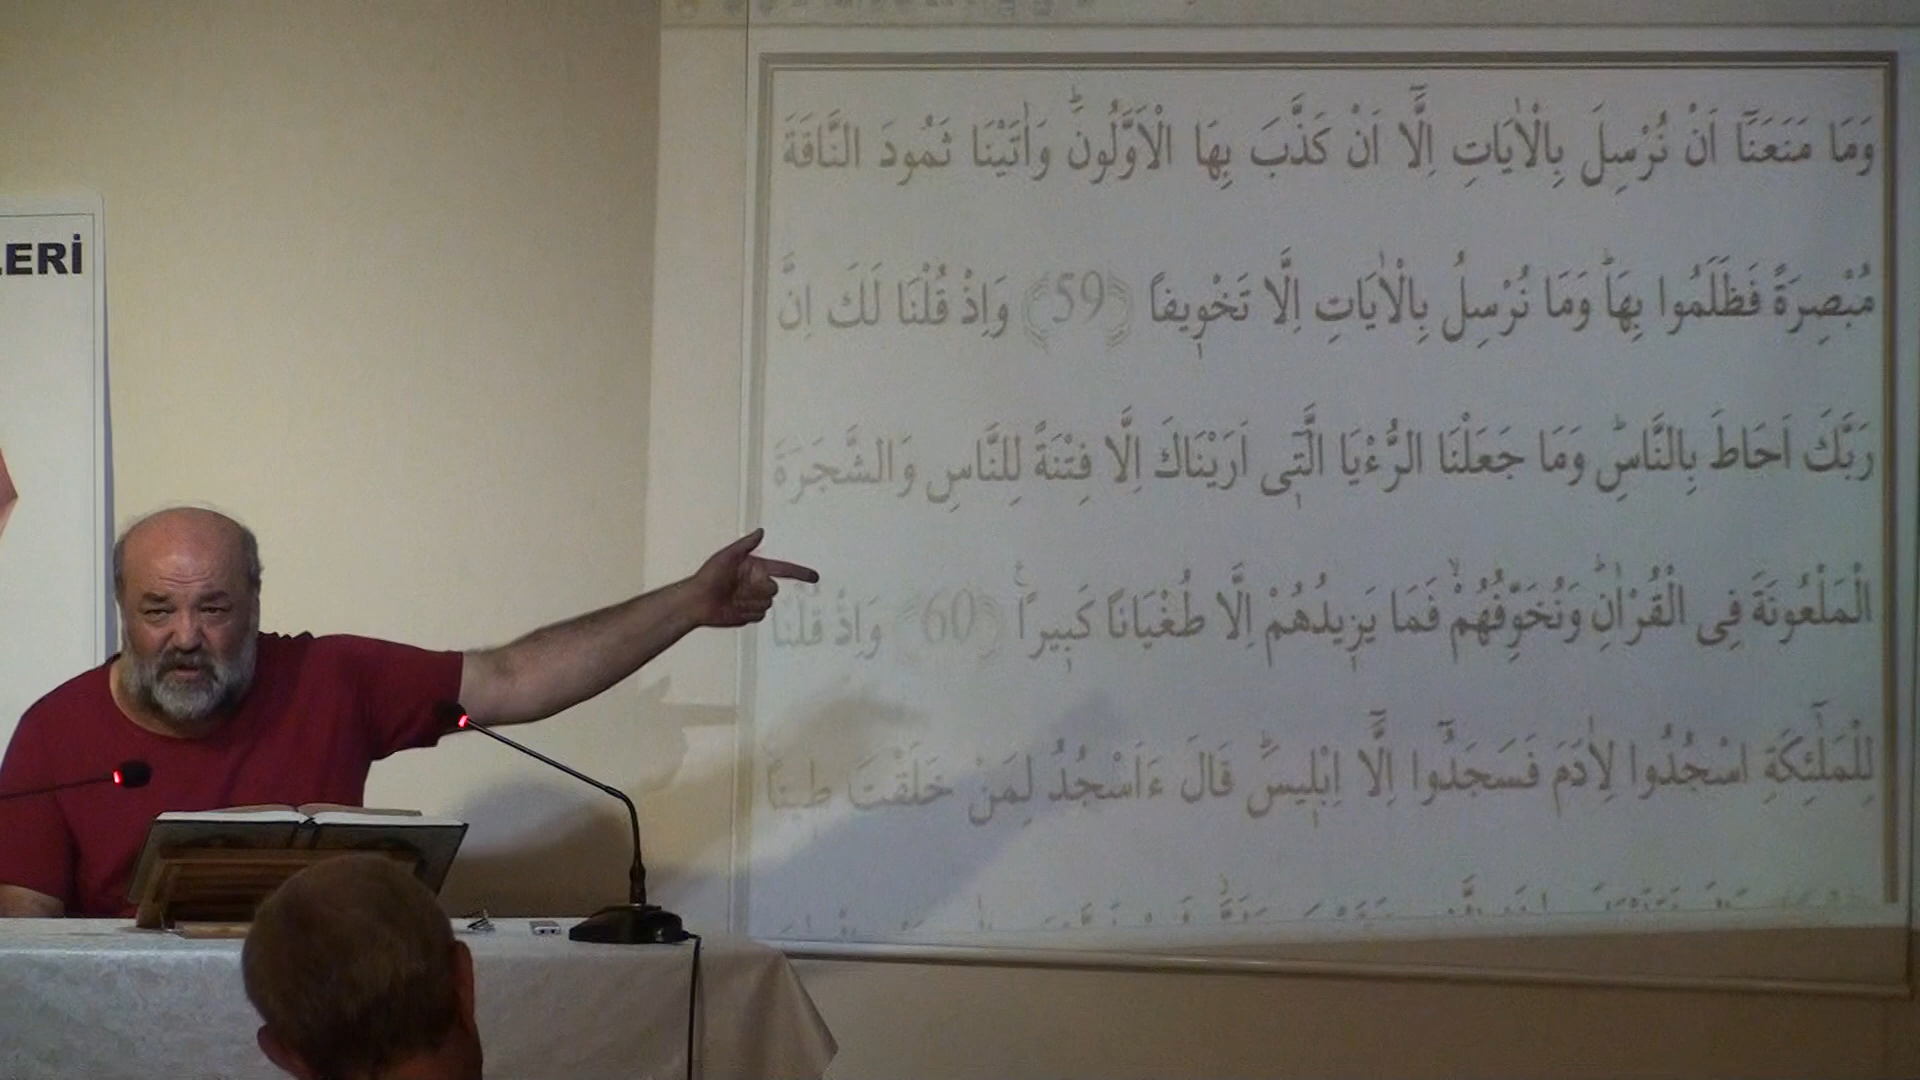 LERİ
وَمَا مَنَعَنَٓا اَنْ نُرْسِلَ بِالْاٰيَاتِ اِلَّٓا اَنْ كَذَّبَ بِهَا الْاَوَّلُونَۜ وَاٰتَيْنَا ثَمُودَ النَّاقَةَ
مُبْصِرَةً فَظَلَمُوا بِهَاۜ وَمَا نُرْسِلُ بِالْاٰيَاتِ اِلَّا تَخْوٖيفاً ﴿59﴾ وَاِذْ قُلْنَا لَكَ اِنَّ
رَبَّكَ اَحَاطَ بِالنَّاسِۜ وَمَا جَعَلْنَا الرُّءْيَا الَّتٖٓى اَرَيْنَاكَ اِلَّا فِتْنَةً لِلنَّاسِ وَالشَّجَرَةَ
الْمَلْعُونَةَ فِى الْقُرْاٰنِۜ وَنُخَوِّفُهُمْۙ فَمَا يَزٖيدُهُمْ اِلَّا طُغْيَاناً كَبٖيراًࣖ ﴿60﴾ وَاِذْ قُلْنَا
لِلْمَلٰٓئِكَةِ اسْجُدُوا لِاٰدَمَ فَسَجَدُٓوا اِلَّٓا اِبْلٖيسَۜ قَالَ ءَاَسْجُدُ لِمَنْ خَلَقْتَ طٖيناً